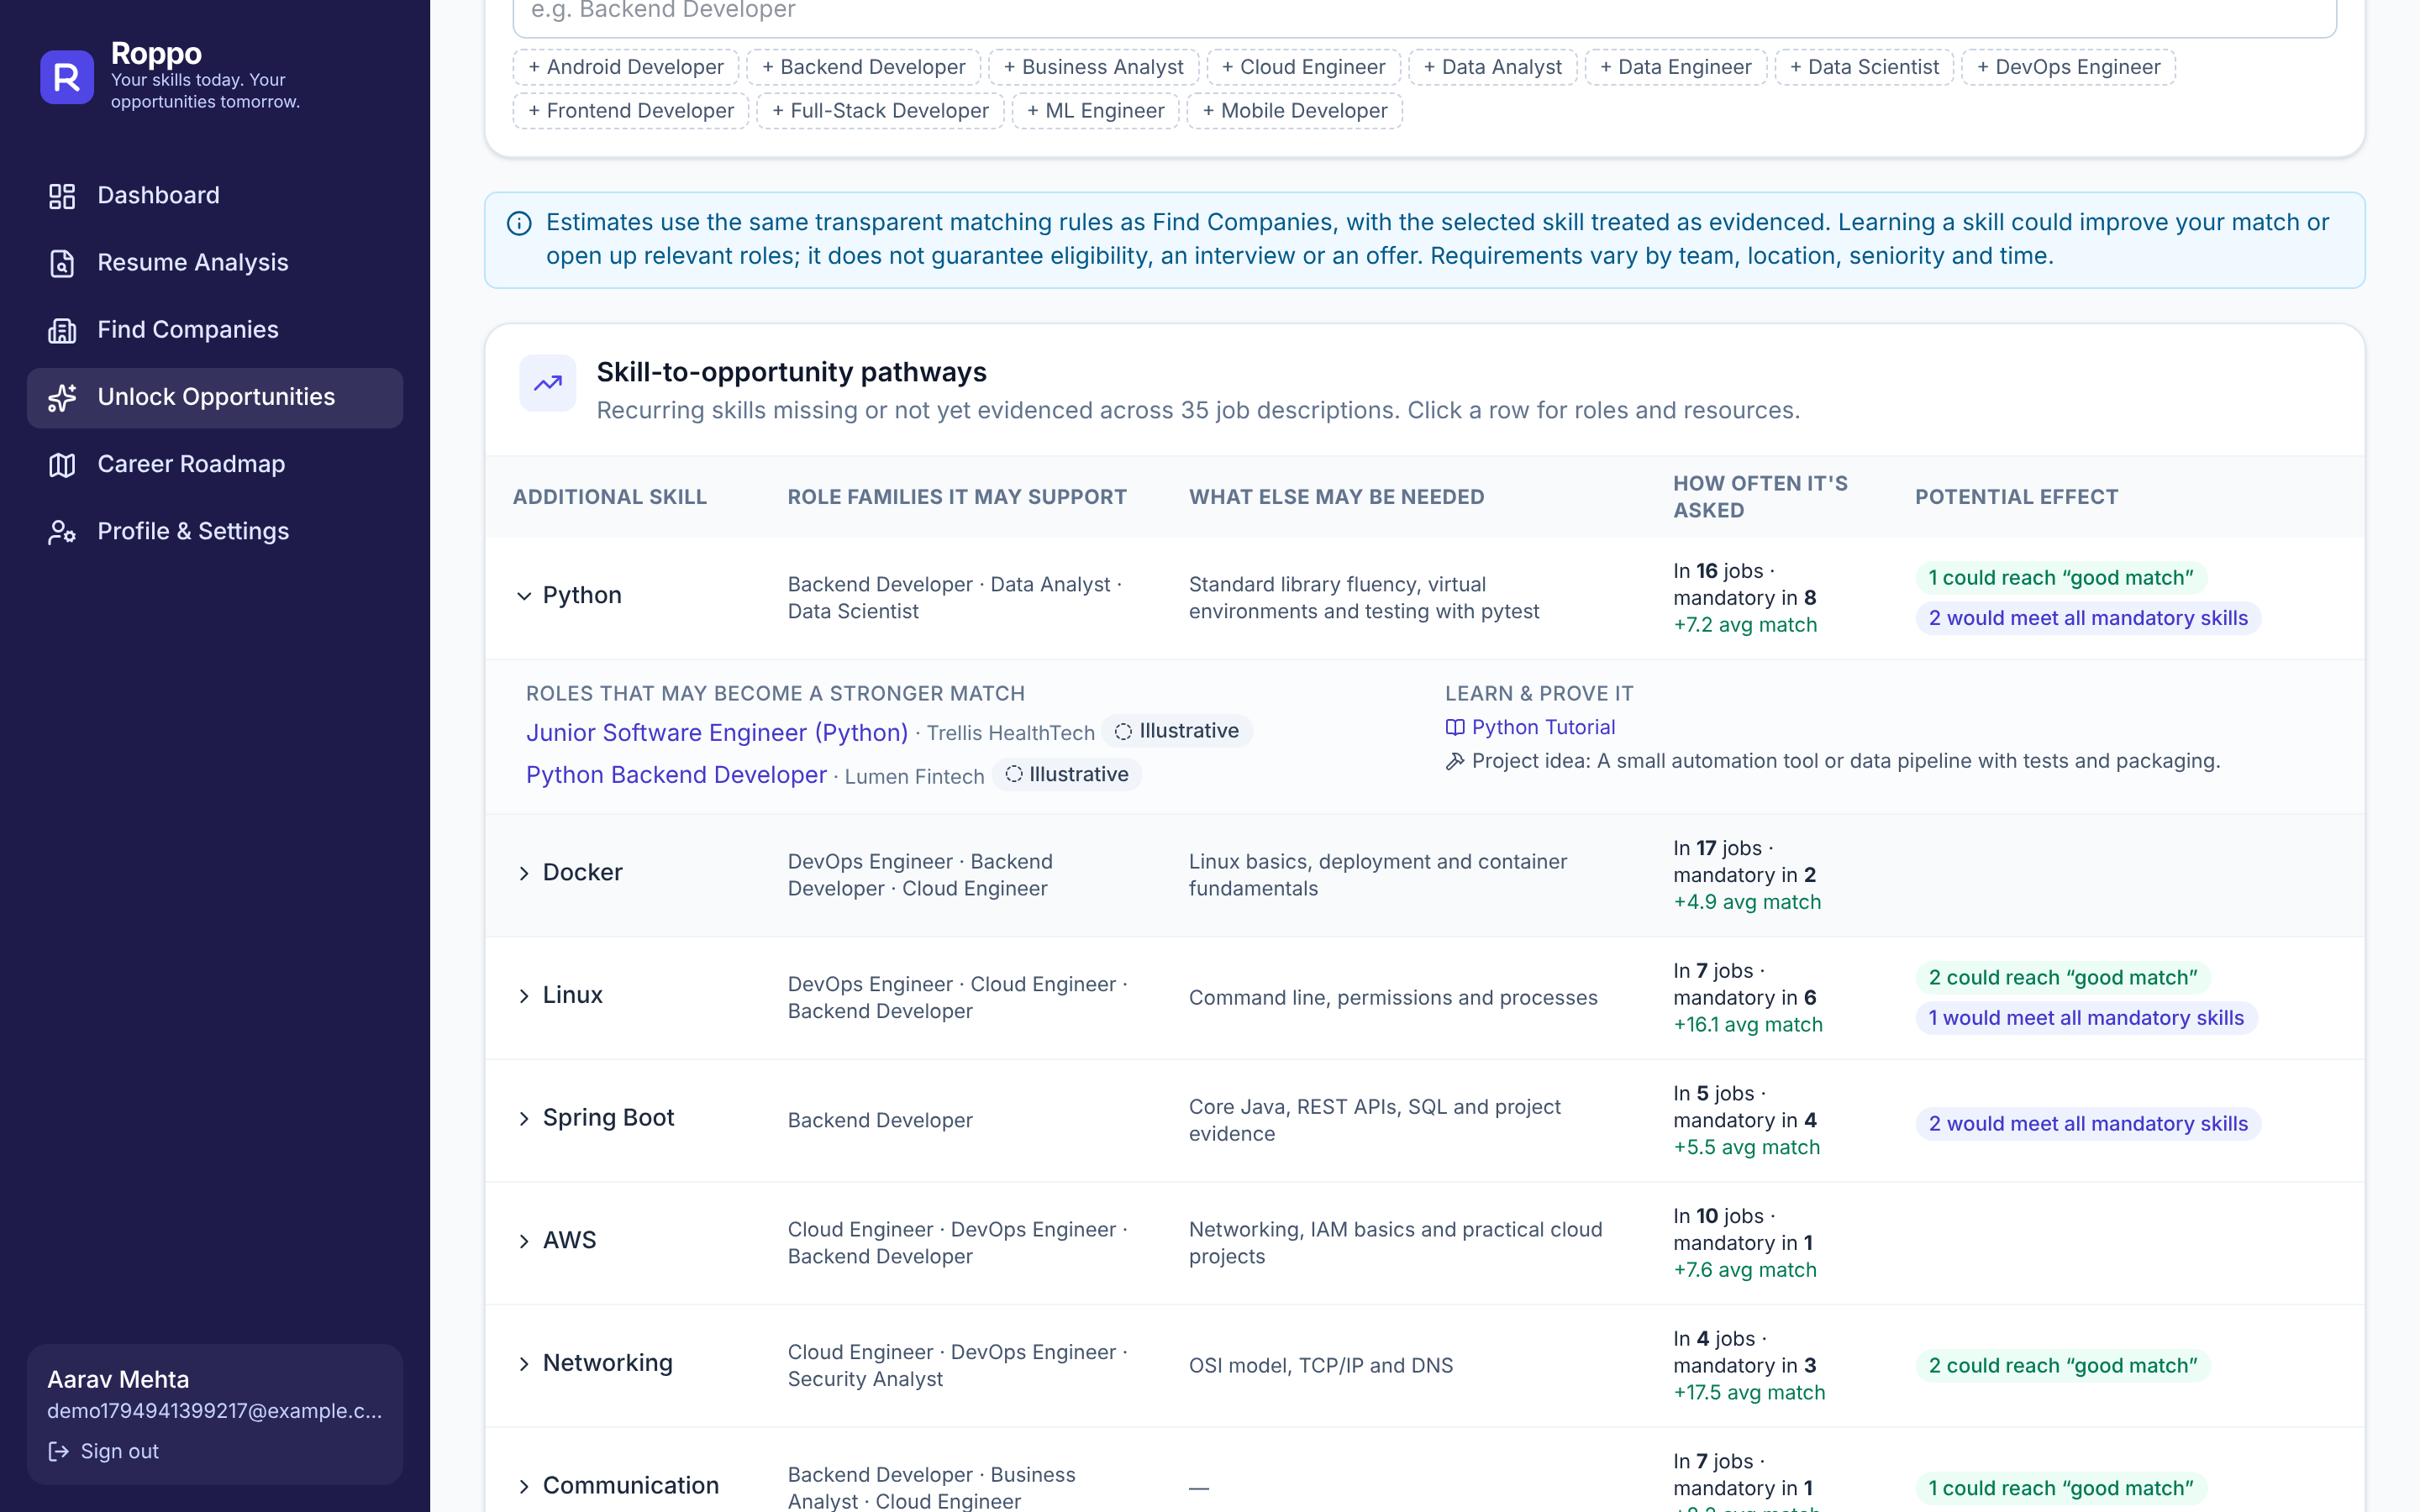 Roppo
Your skills today. Your
opportunities tomorrow.
Dashboard
Resume Analysis
Find Companies
Unlock Opportunities
Career Roadmap
Profile & Settings
Aarav Mehta
demo1794941399217@example.c...
Sign out
e.g. Backend Developer
+ Android Developer + Backend Developer + Business Analyst + Cloud Engineer + Data Analyst + Data Engineer + Data Scientist + DevOps Engineer
+ Frontend Developer + Full-Stack Developer + ML Engineer + Mobile Developer
Estimates use the same transparent matching rules as Find Companies, with the selected skill treated as evidenced. Learning a skill could improve your match or
open up relevant roles; it does not guarantee eligibility, an interview or an offer. Requirements vary by team, location, seniority and time.
Skill-to-opportunity pathways
Recurring skills missing or not yet evidenced across 35 job descriptions. Click a row for roles and resources.
ADDITIONAL SKILL
ROLE FAMILIES IT MAY SUPPORT
WHAT ELSE MAY BE NEEDED
HOW OFTEN IT'S
ASKED
POTENTIAL EFFECT
Python
Backend Developer · Data Analyst ·
Data Scientist
Standard library fluency, virtual
environments and testing with pytest
In 16 jobs ·
mandatory in 8
+7.2 avg match
1 could reach “good match”
2 would meet all mandatory skills
ROLES THAT MAY BECOME A STRONGER MATCH
Junior Software Engineer (Python) · Trellis HealthTech Illustrative
Python Backend Developer · Lumen Fintech Illustrative
LEARN & PROVE IT
Python Tutorial
Project idea: A small automation tool or data pipeline with tests and packaging.
Docker
DevOps Engineer · Backend
Developer · Cloud Engineer
Linux basics, deployment and container
fundamentals
In 17 jobs ·
mandatory in 2
+4.9 avg match
Linux
DevOps Engineer · Cloud Engineer ·
Backend Developer
Command line, permissions and processes
In 7 jobs ·
mandatory in 6
+16.1 avg match
2 could reach “good match”
1 would meet all mandatory skills
Spring Boot
Backend Developer
Core Java, REST APIs, SQL and project
evidence
In 5 jobs ·
mandatory in 4
+5.5 avg match
2 would meet all mandatory skills
AWS
Cloud Engineer · DevOps Engineer ·
Backend Developer
Networking, IAM basics and practical cloud
projects
In 10 jobs ·
mandatory in 1
+7.6 avg match
Networking
Cloud Engineer · DevOps Engineer ·
Security Analyst
OSI model, TCP/IP and DNS
In 4 jobs ·
mandatory in 3
+17.5 avg match
2 could reach “good match”
Communication
Backend Developer · Business
Analyst · Cloud Engineer
—
In 7 jobs ·
mandatory in 1
1 could reach “good match”